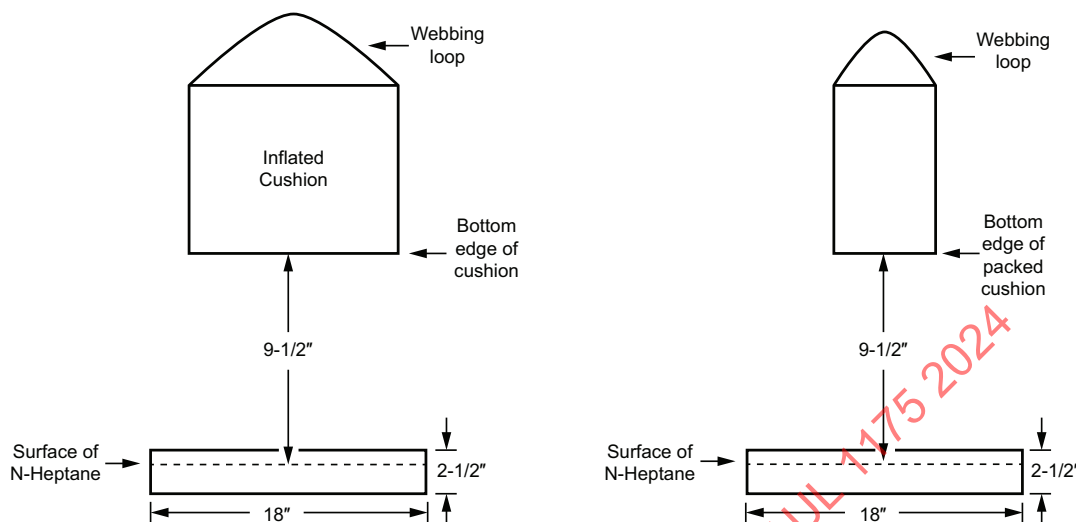 Webbing
loop
Inflated
Cushion
Bottom
edge of
cushion
9-1/2″
Surface of
N-Heptane
2-1/2″
18″
Webbing
loop
Bottom
edge of
packed
cushion
9-1/2″
Surface of
N-Heptane
2-1/2″
18″
UL 1175 2024